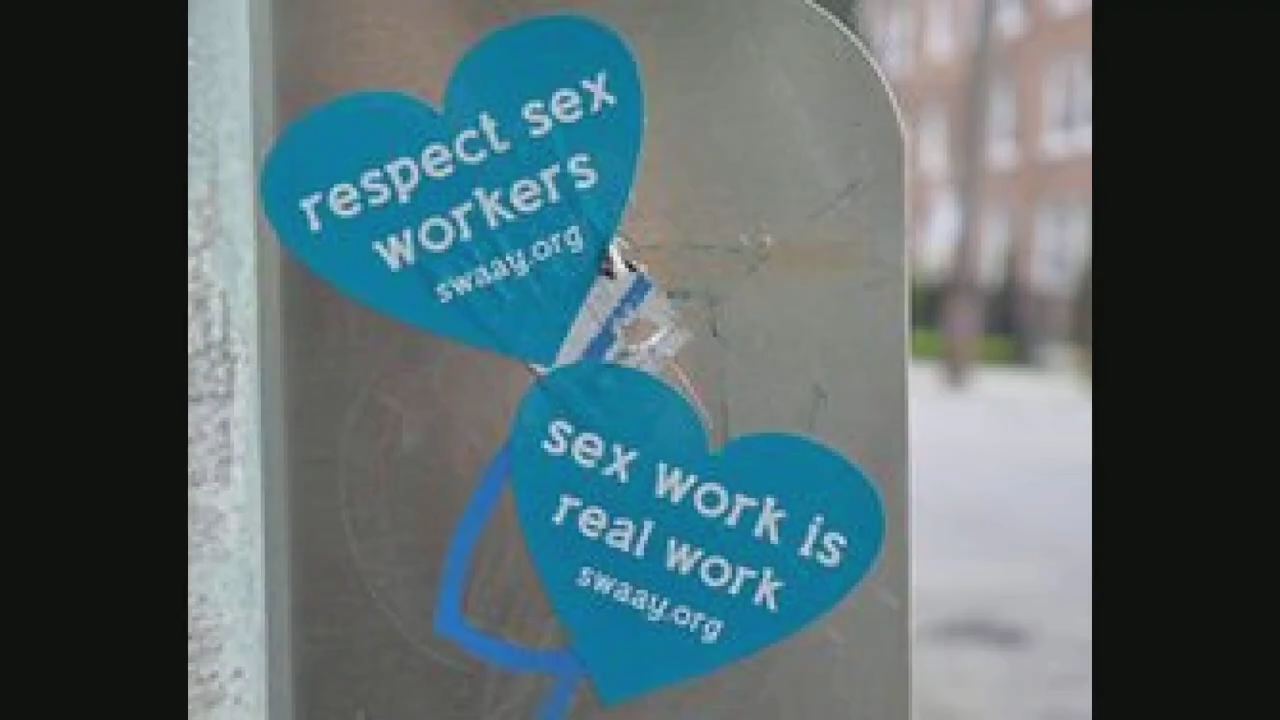 respect sex
workers
swaay.org
sex work is
real work
swaay.org